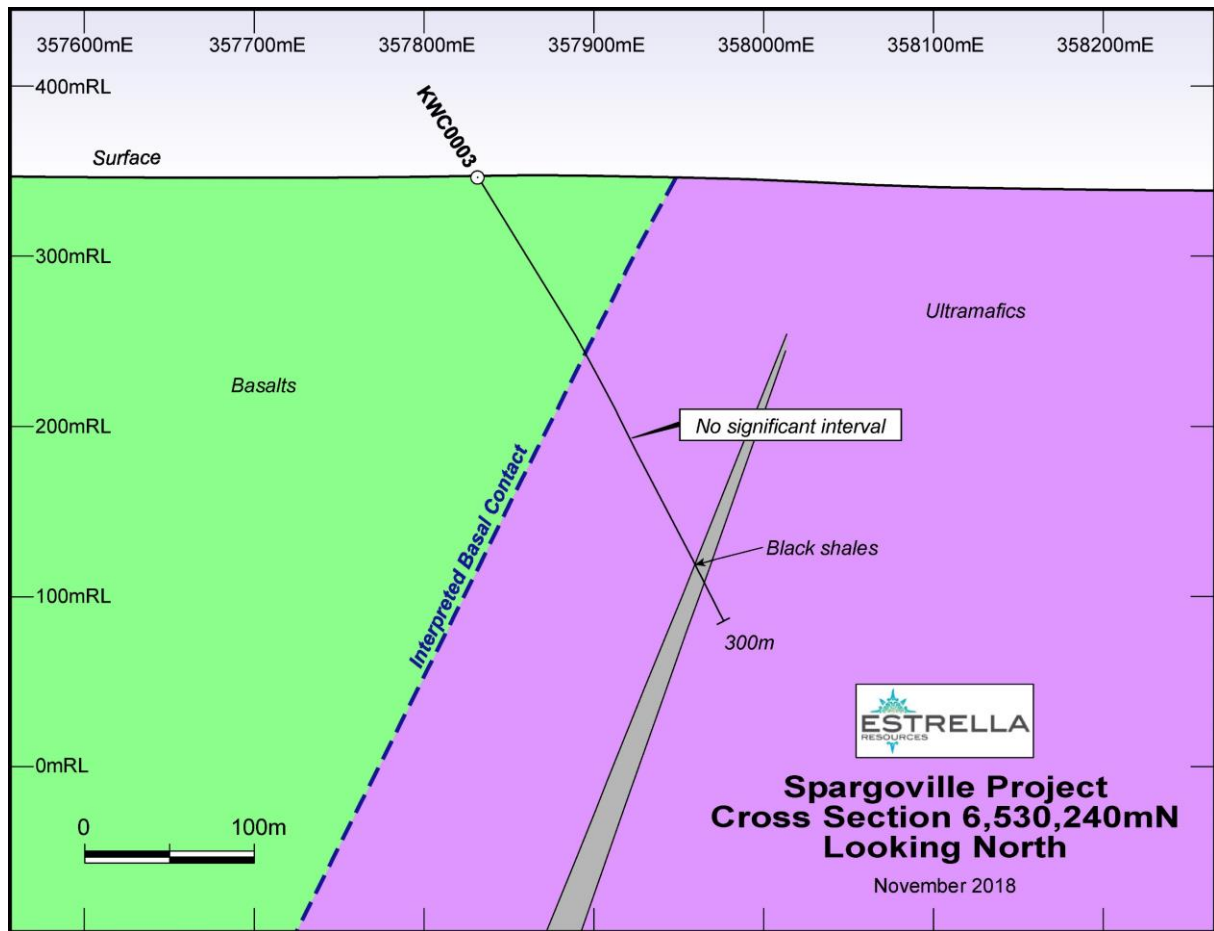 357600mE 357700mE 357800mE 357900mE 358000mE 358100mE 358200mE
400mRL
KWC0003
Surface
300mRL
Ultramafics
Basalts
200mRL
No significant interval
Interpreted Basal Contact
Black shales
100mRL
300m
ESTRELLA
RESOURCES
0mRL
Spargoville Project
Cross Section 6,530,240mN
Looking North
0 100m
November 2018